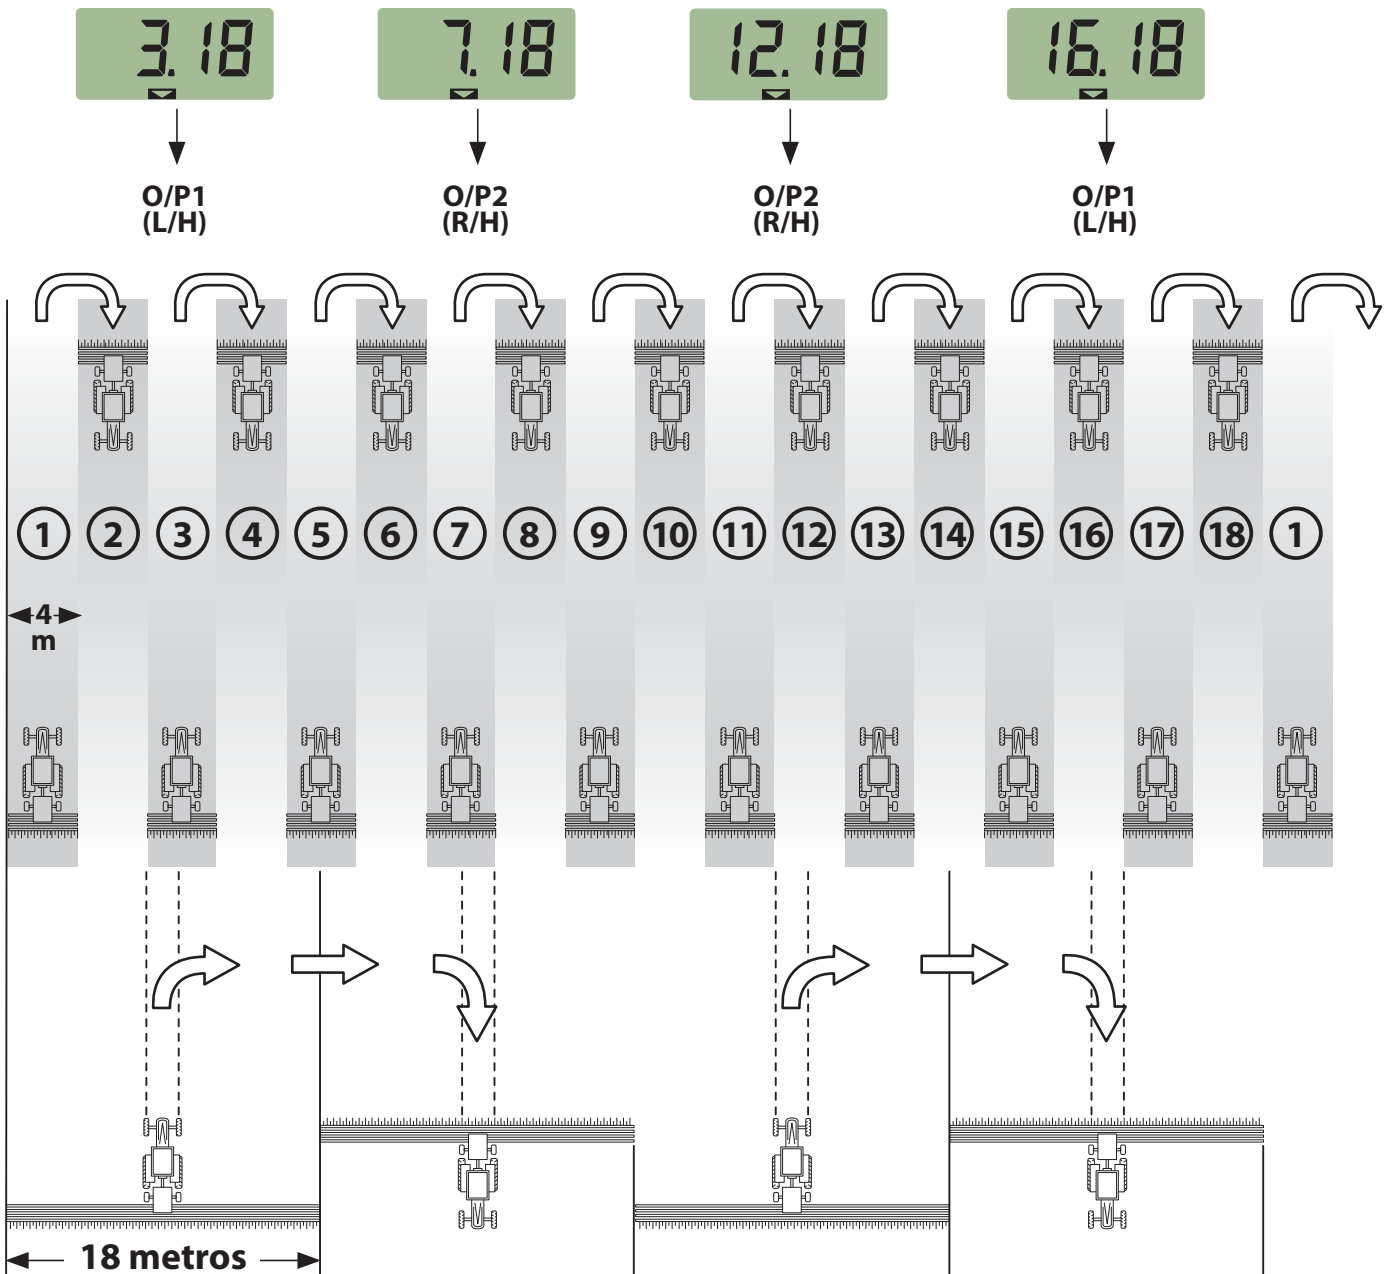 3.18 7.18 12.18 16.18
O/P1 O/P2 O/P2 O/P1
(L/H) (R/H) (R/H) (L/H)
1 2 3 4 5 6 7 8 9 10 11 12 13 14 15 16 17 18 1
4
m
18 metros